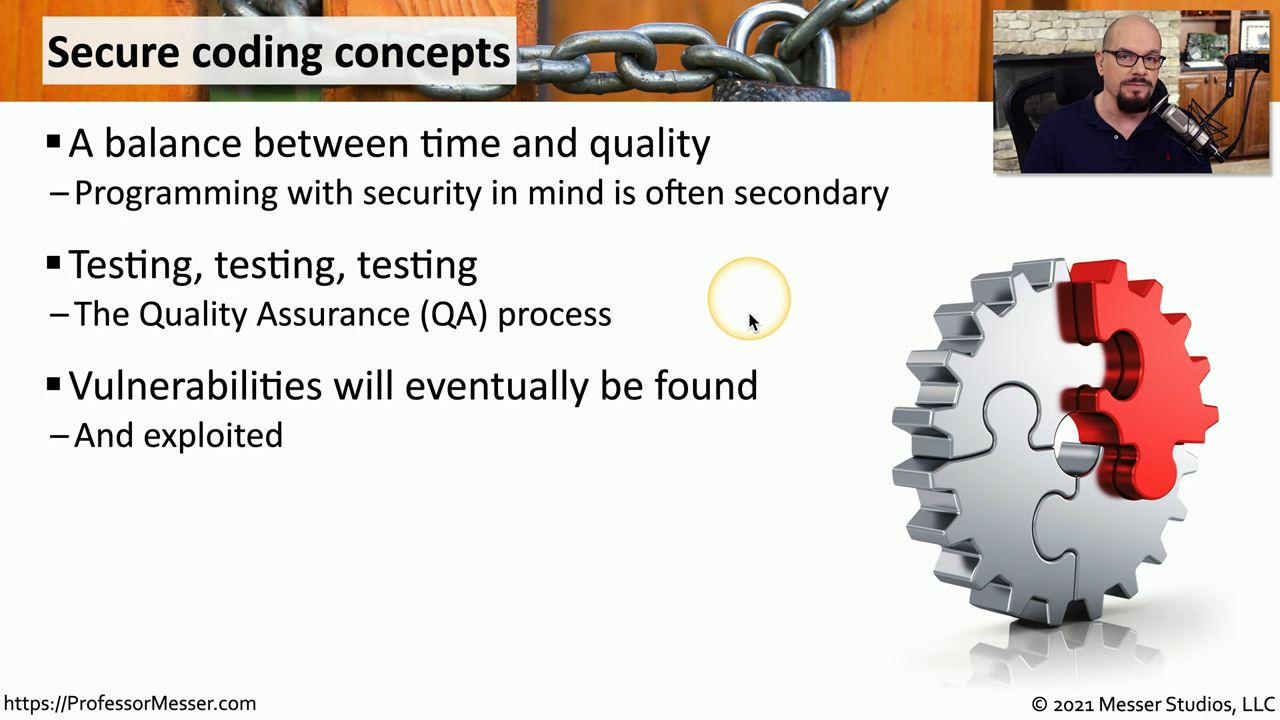 Secure coding concepts
▪ A balance between time and quality
– Programming with security in mind is often secondary
▪ Testing, testing, testing
– The Quality Assurance (QA) process
▪ Vulnerabilities will eventually be found
– And exploited
https://ProfessorMesser.com
© 2021 Messer Studios, LLC